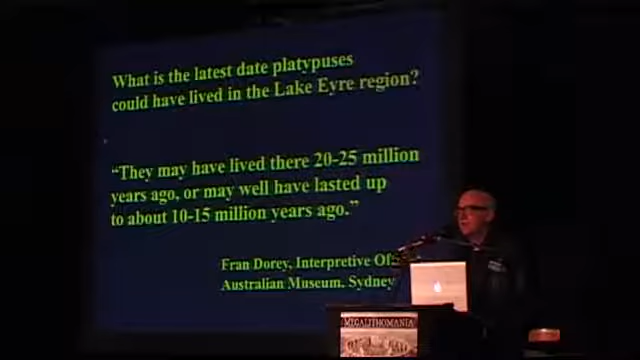 What is the latest date platypuses
could have lived in the Lake Eyre region?
“They may have lived there 20-25 million
years ago, or may well have lasted up
to about 10-15 million years ago.”
Fran Dorey, Interpretive Of
Australian Museum. Sydney
MEGALITHOMANIA